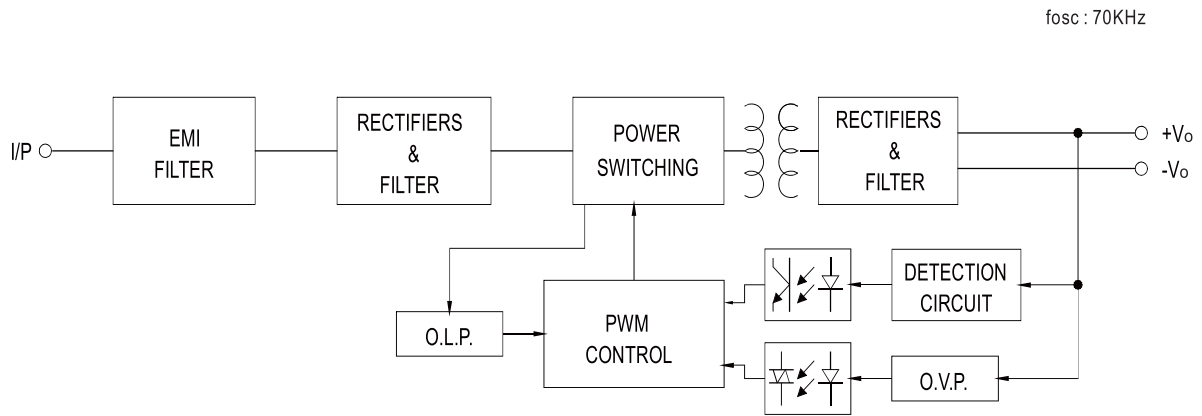 fosc : 70KHz
I/P
EMI
FILTER
RECTIFIERS
&
FILTER
POWER
SWITCHING
RECTIFIERS
&
FILTER
+Vo
-Vo
O.L.P.
PWM
CONTROL
DETECTION
CIRCUIT
O.V.P.